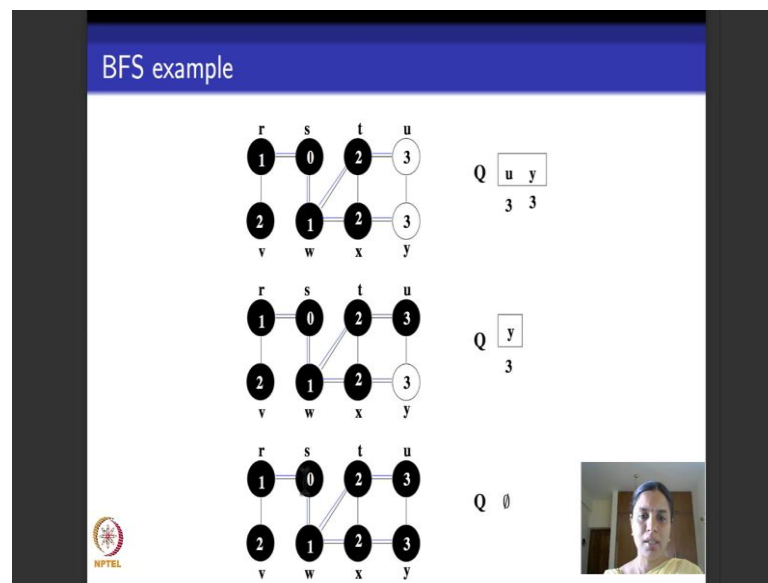 BFS example
r s t u
1 0 2 3
Q u y
3 3
2 1 2 3
v w x y
r s t u
1 0 2 3
Q y
3
2 1 2 3
v w x y
r s t u
1 0 2 3
Q ∅
2 1 2 3
v w x y
NPTEL